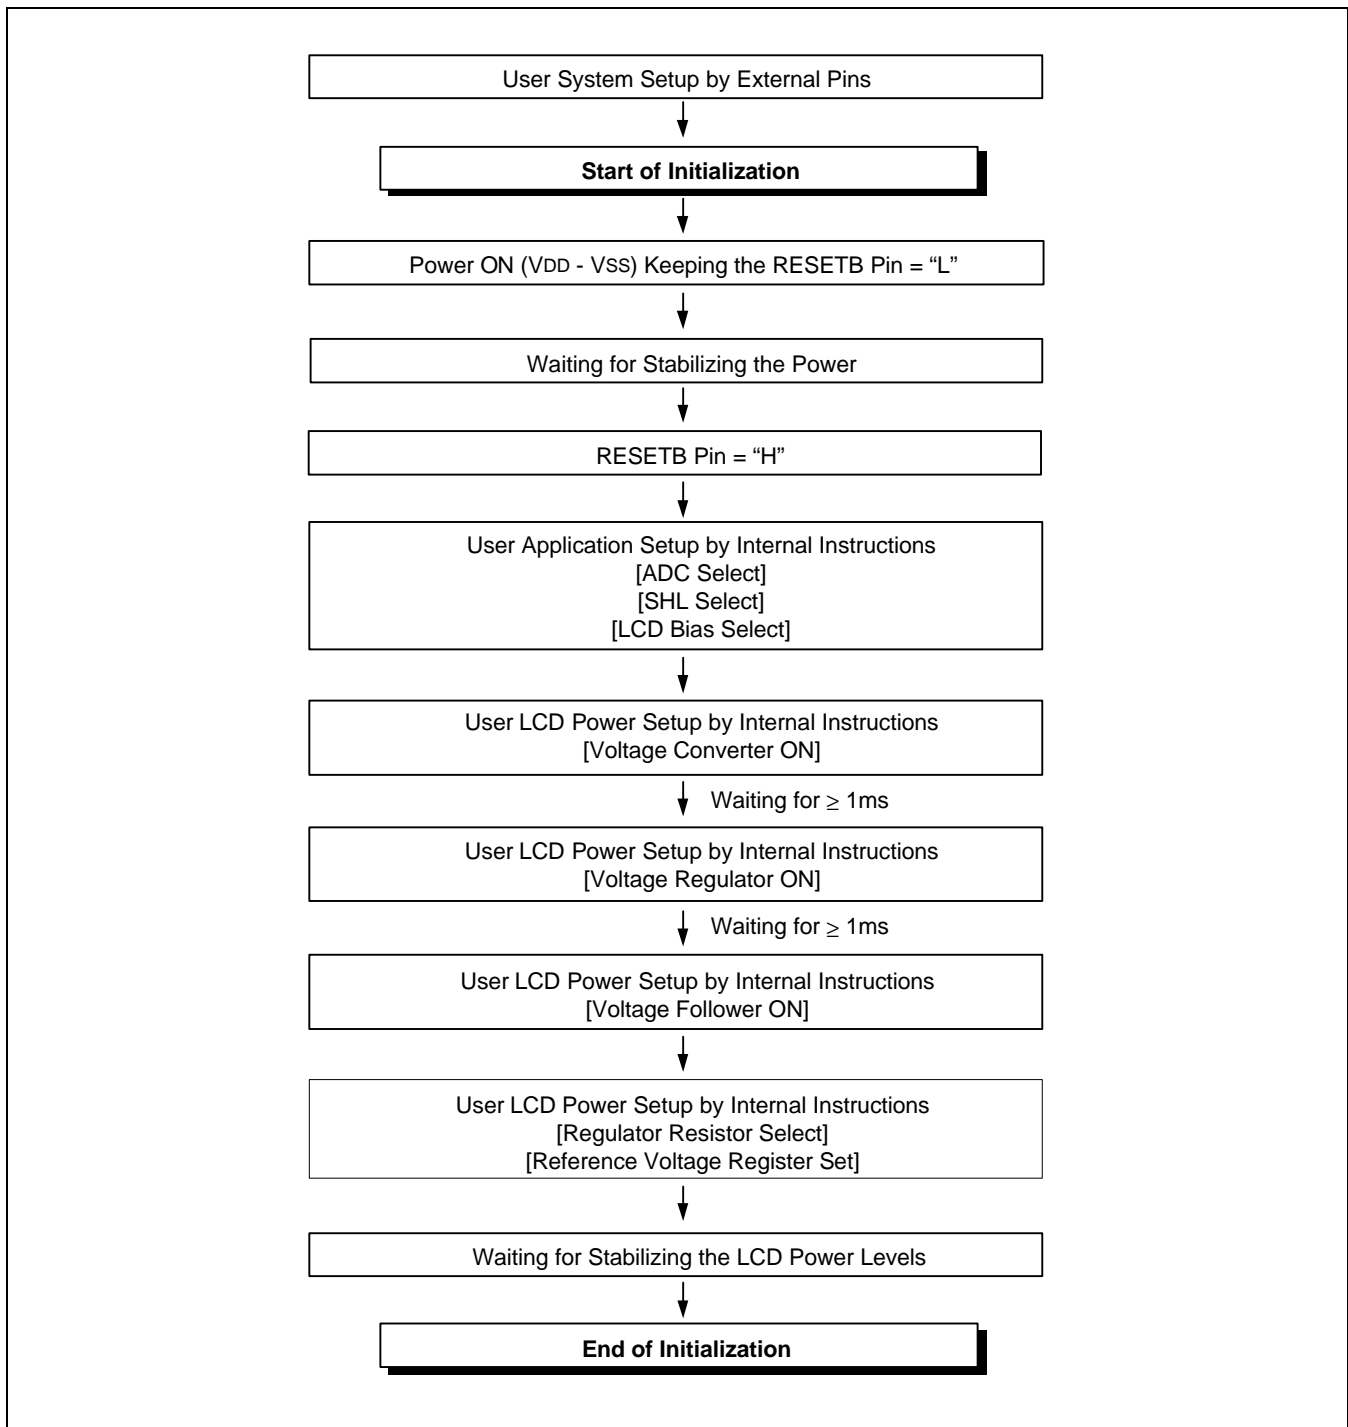 User System Setup by External Pins
Start of Initialization
Power ON (VDD - VSS) Keeping the RESETB Pin = “L”
Waiting for Stabilizing the Power
RESETB Pin = “H”
User Application Setup by Internal Instructions
[ADC Select]
[SHL Select]
[LCD Bias Select]
User LCD Power Setup by Internal Instructions
[Voltage Converter ON]
Waiting for ≥ 1ms
User LCD Power Setup by Internal Instructions
[Voltage Regulator ON]
Waiting for ≥ 1ms
User LCD Power Setup by Internal Instructions
[Voltage Follower ON]
User LCD Power Setup by Internal Instructions
[Regulator Resistor Select]
[Reference Voltage Register Set]
Waiting for Stabilizing the LCD Power Levels
End of Initialization